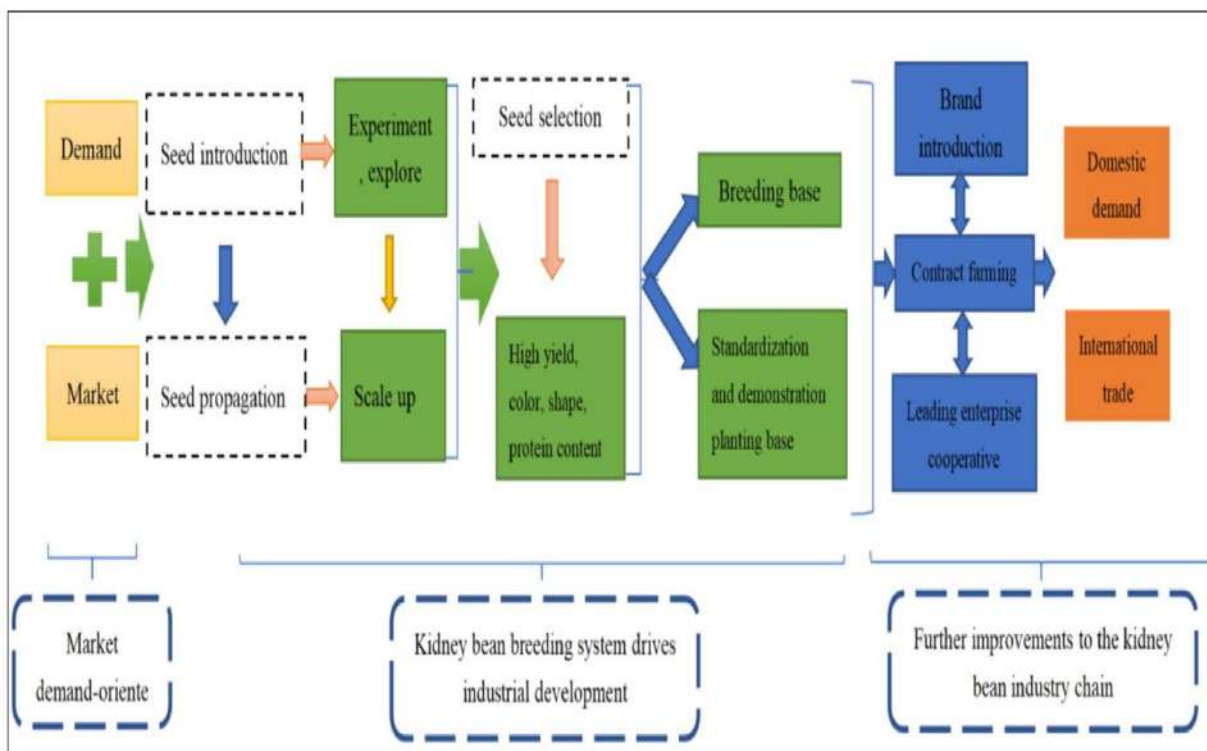 Demand
Market
Seed introduction
Seed propagation
Experiment
, explore
Scale up
Seed selection
High yield,
color, shape,
protein content
Breeding base
Standardization
and demonstration
planting base
Brand
introduction
Contract farming
Leading enterprise
cooperative
Domestic
demand
International
trade
Market
demand-oriente
Kidney bean breeding system drives
industrial development
Further improvements to the kidney
bean industry chain